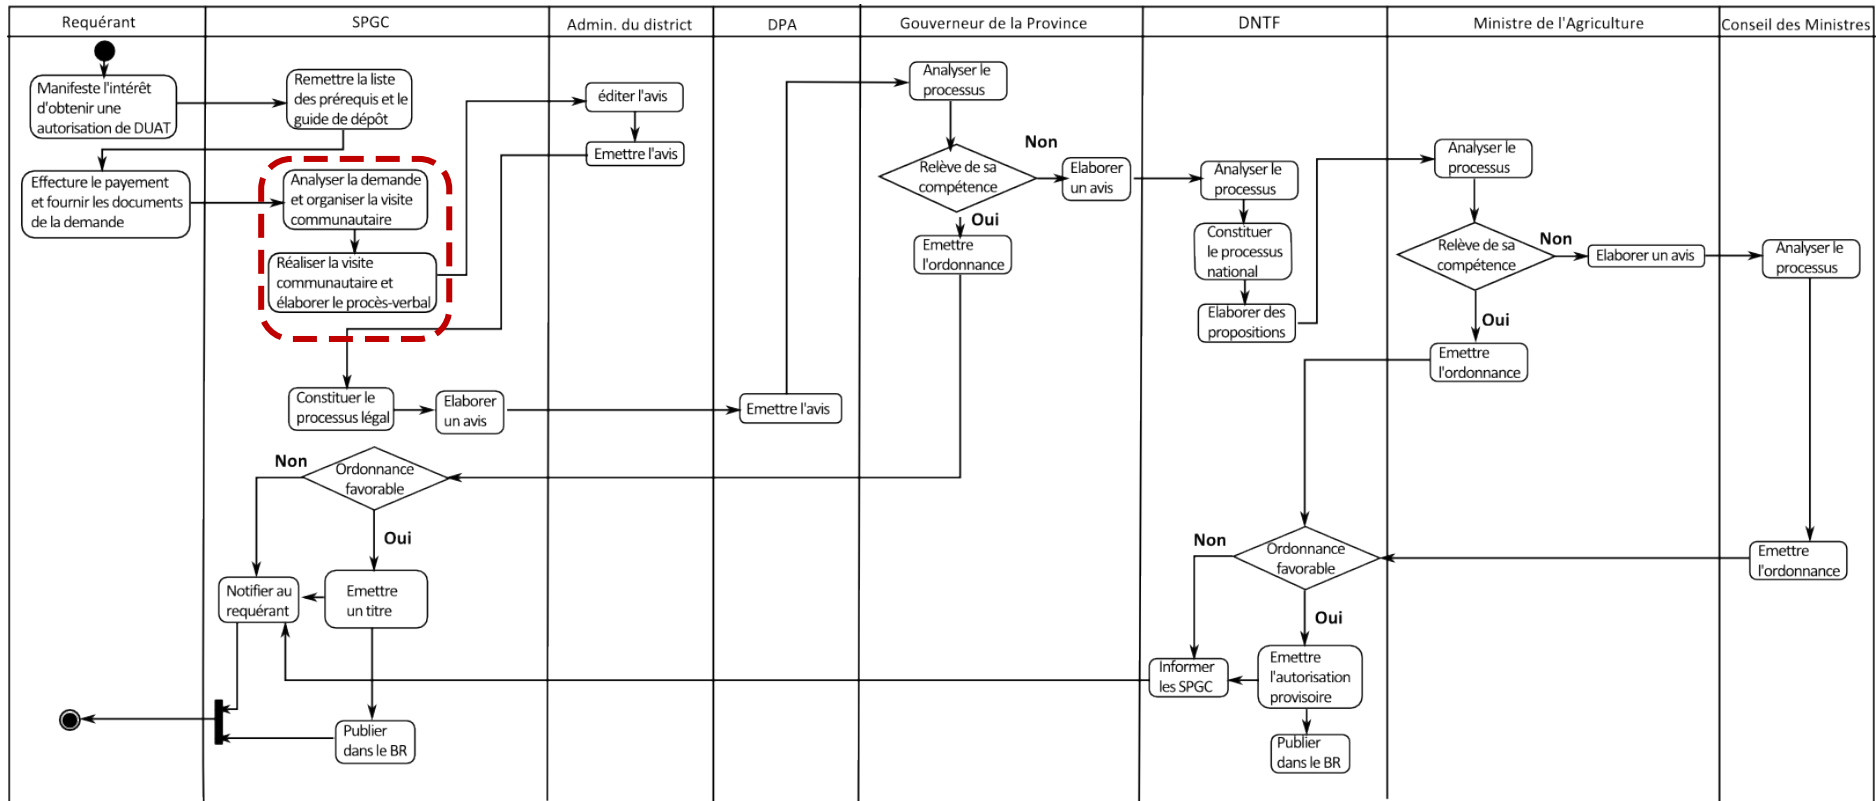 Requérant
SPGC
Admin. du district
DPA
Gouverneur de la Province
DNTF
Ministre de l'Agriculture
Conseil des Ministres
Manifeste l'intérêt
d'obtenir une
autorisation de DUAT
Remettre la liste
des prérequis et le
guide de dépôt
Effecture le payement
et fournir les documents
de la demande
Analyser la demande
et organiser la visite
communautaire
Réaliser la visite
communautaire et
élaborer le procès-verbal
éditer l'avis
Emettre l'avis
Constituer le
processus légal
Elaborer
un avis
Emettre l'avis
Analyser le
processus
Relève de sa
compétence
Non
Elaborer
un avis
Oui
Emettre
l'ordonnance
Analyser le
processus
Constituer
le processus
national
Elaborer des
propositions
Analyser le
processus
Relève de sa
compétence
Non
Elaborer un avis
Oui
Emettre
l'ordonnance
Analyser le
processus
Emettre
l'ordonnance
Ordonnance
favorable
Non
Oui
Notifier au
requérant
Emettre
un titre
Publier
dans le BR
Ordonnance
favorable
Non
Oui
Informer
les SPGC
Emettre
l'autorisation
provisoire
Publier
dans le BR